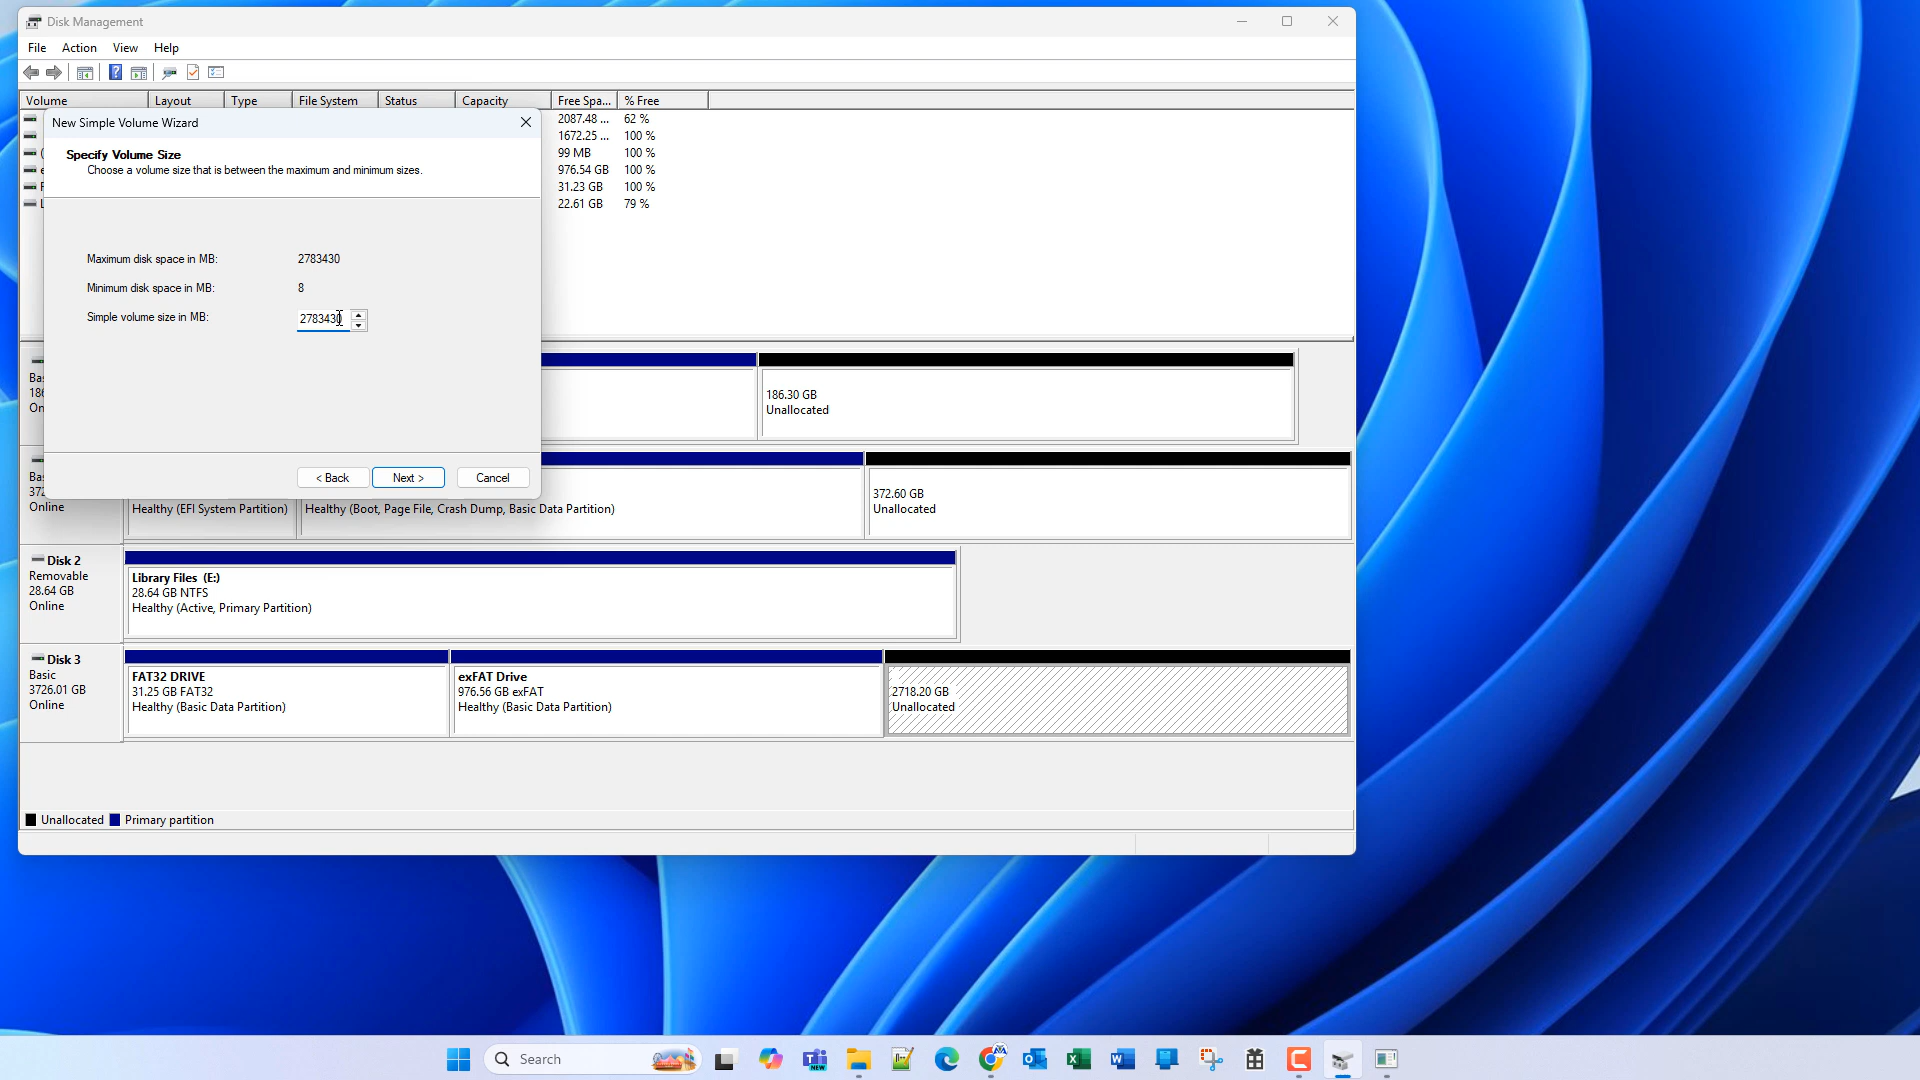 Disk Management
File Action View Help
Volume Layout Type File System Status Capacity Free Spa... % Free
2087.48 ... 62 %
1672.25 ... 100 %
99 MB 100 %
976.54 GB 100 %
31.23 GB 100 %
22.61 GB 79 %
New Simple Volume Wizard
Specify Volume Size
Choose a volume size that is between the maximum and minimum sizes.
Maximum disk space in MB: 2783430
Minimum disk space in MB: 8
Simple volume size in MB: 2783430
< Back Next > Cancel
186.30 GB
Unallocated
Online
Healthy (EFI System Partition)
Healthy (Boot, Page File, Crash Dump, Basic Data Partition)
372.60 GB
Unallocated
Disk 2
Removable
28.64 GB
Online
Library Files (E:)
28.64 GB NTFS
Healthy (Active, Primary Partition)
Disk 3
Basic
3726.01 GB
Online
FAT32 DRIVE
31.25 GB FAT32
Healthy (Basic Data Partition)
exFAT Drive
976.56 GB exFAT
Healthy (Basic Data Partition)
2718.20 GB
Unallocated
Unallocated Primary partition
Search